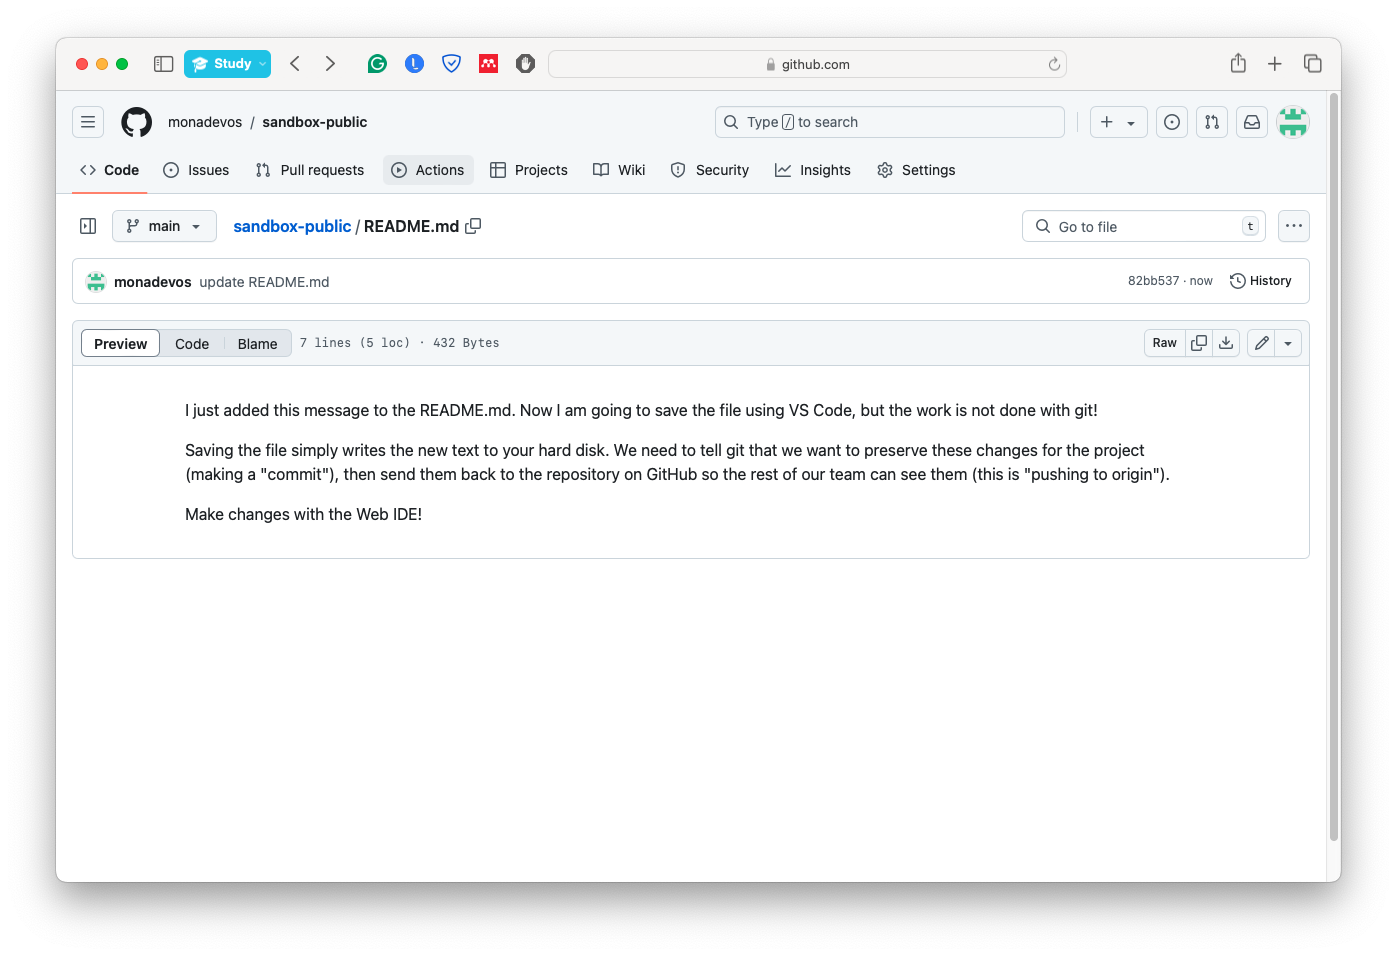 Study
github.com
monadevos / sandbox-public
Type / to search
Code Issues Pull requests Actions Projects Wiki Security Insights Settings
main sandbox-public / README.md Go to file t
monadevos update README.md 82bb537 · now History
Preview Code Blame 7 lines (5 loc) · 432 Bytes Raw
I just added this message to the README.md. Now I am going to save the file using VS Code, but the work is not done with git!
Saving the file simply writes the new text to your hard disk. We need to tell git that we want to preserve these changes for the project
(making a "commit"), then send them back to the repository on GitHub so the rest of our team can see them (this is "pushing to origin").
Make changes with the Web IDE!